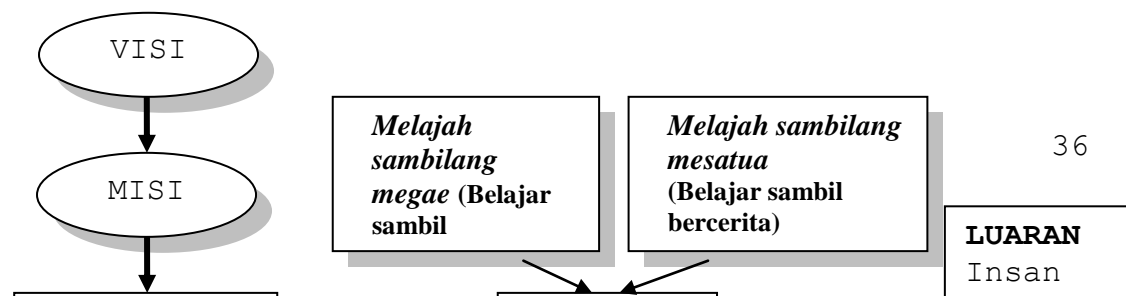 VISI
MISI
Melajah
sambilang
megae (Belajar
sambil
Melajah sambilang
mesatua
(Belajar sambil
bercerita)
36
LUARAN
Insan